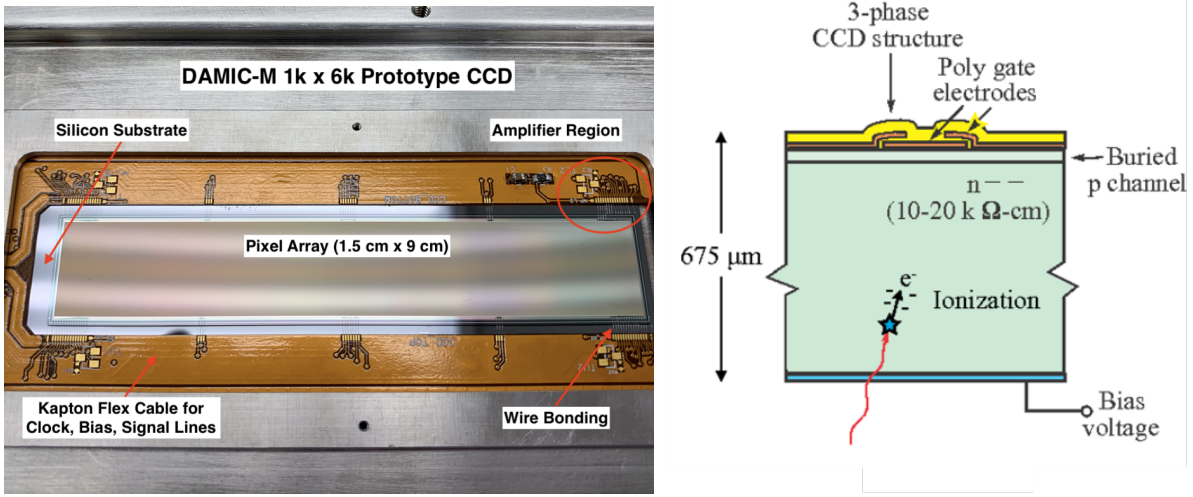 DAMIC-M 1k x 6k Prototype CCD
Silicon Substrate
Amplifier Region
Pixel Array (1.5 cm x 9 cm)
Kapton Flex Cable for
Clock, Bias, Signal Lines
Wire Bonding
3-phase
CCD structure
Poly gate
electrodes
Buried
p channel
n– –
(10-20 k Ω-cm)
675 μm
e-
Ionization
Bias
voltage